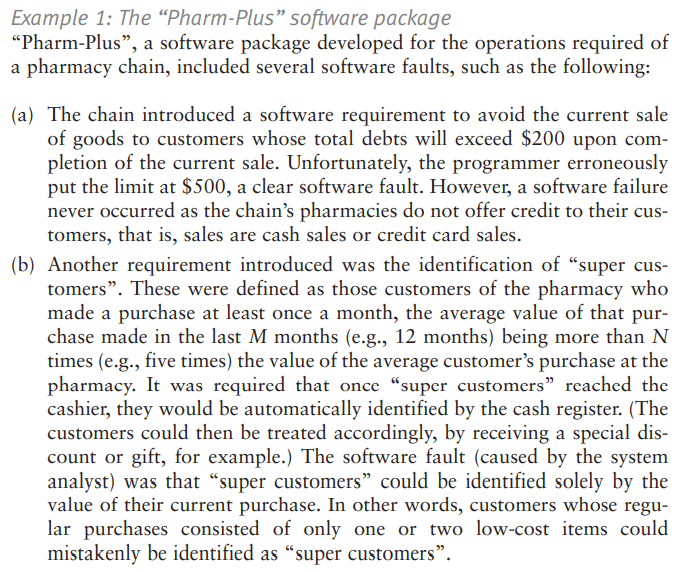 Example 1: The “Pharm-Plus” software package
“Pharm-Plus”, a software package developed for the operations required of
a pharmacy chain, included several software faults, such as the following:
(a) The chain introduced a software requirement to avoid the current sale
of goods to customers whose total debts will exceed $200 upon com-
pletion of the current sale. Unfortunately, the programmer erroneously
put the limit at $500, a clear software fault. However, a software failure
never occurred as the chain’s pharmacies do not offer credit to their cus-
tomers, that is, sales are cash sales or credit card sales.
(b) Another requirement introduced was the identification of “super cus-
tomers”. These were defined as those customers of the pharmacy who
made a purchase at least once a month, the average value of that pur-
chase made in the last M months (e.g., 12 months) being more than N
times (e.g., five times) the value of the average customer’s purchase at the
pharmacy. It was required that once “super customers” reached the
cashier, they would be automatically identified by the cash register. (The
customers could then be treated accordingly, by receiving a special dis-
count or gift, for example.) The software fault (caused by the system
analyst) was that “super customers” could be identified solely by the
value of their current purchase. In other words, customers whose regu-
lar purchases consisted of only one or two low-cost items could
mistakenly be identified as “super customers”.